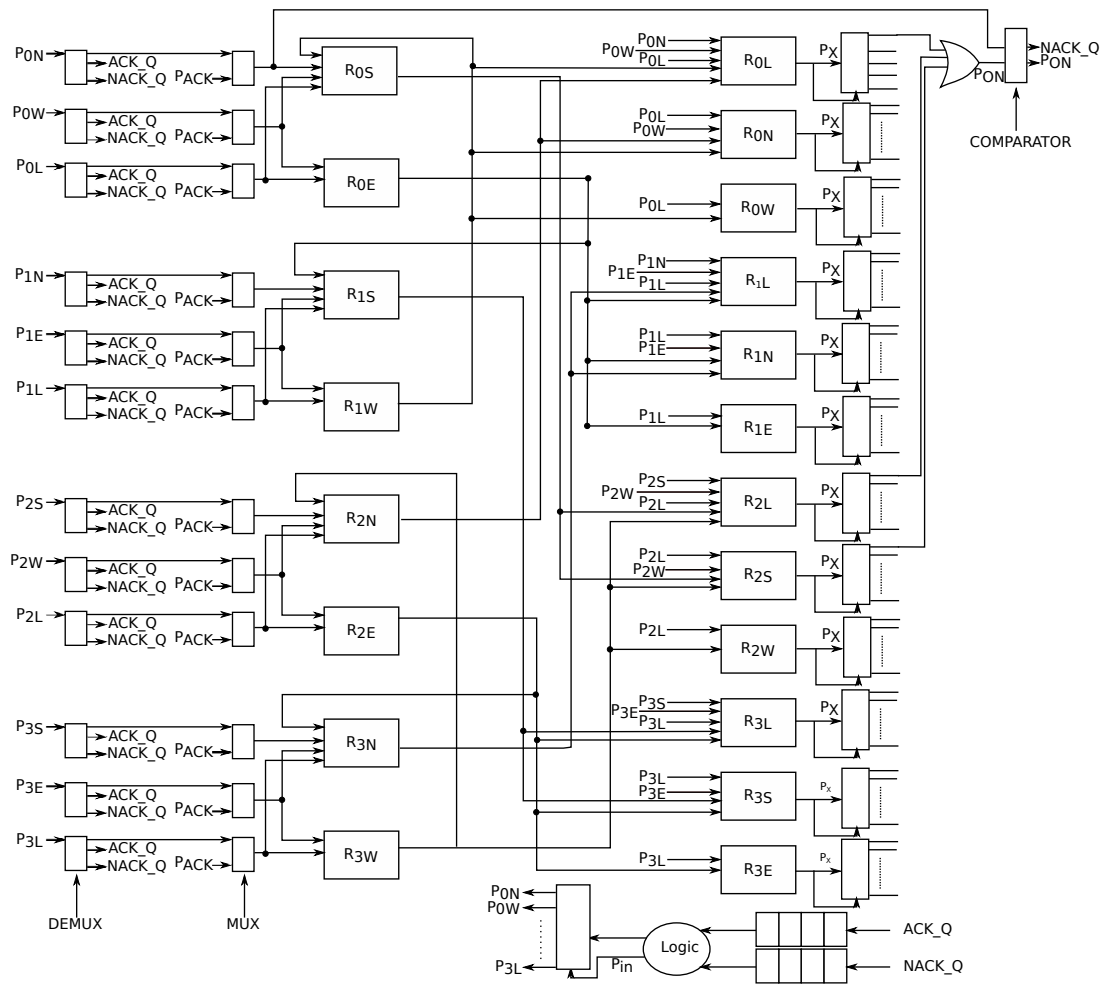 P0N
ACK_Q
NACK_Q PACK
P0W
ACK_Q
NACK_Q PACK
P0L
ACK_Q
NACK_Q PACK
R0S
R0E
P1N
ACK_Q
NACK_Q PACK
P1E
ACK_Q
NACK_Q PACK
P1L
ACK_Q
NACK_Q PACK
R1S
R1W
P2S
ACK_Q
NACK_Q PACK
P2W
ACK_Q
NACK_Q PACK
P2L
ACK_Q
NACK_Q PACK
R2N
R2E
P3S
ACK_Q
NACK_Q PACK
P3E
ACK_Q
NACK_Q PACK
P3L
ACK_Q
NACK_Q PACK
R3N
R3W
DEMUX
MUX
P0N
P0W
P0L
R0L
PX
P0L
P0W
R0N
PX
P0L
R0W
PX
P1N
P1E
P1L
R1L
PX
P1L
P1E
R1N
PX
P1L
R1E
PX
P2S
P2W
P2L
R2L
PX
P2L
P2W
R2S
PX
P2L
R2W
PX
P3S
P3E
P3L
R3L
PX
P3L
P3E
R3S
Px
P3L
R3E
Px
NACK_Q
PON
PON
COMPARATOR
P0N
P0W
P3L
Pin
Logic
ACK_Q
NACK_Q